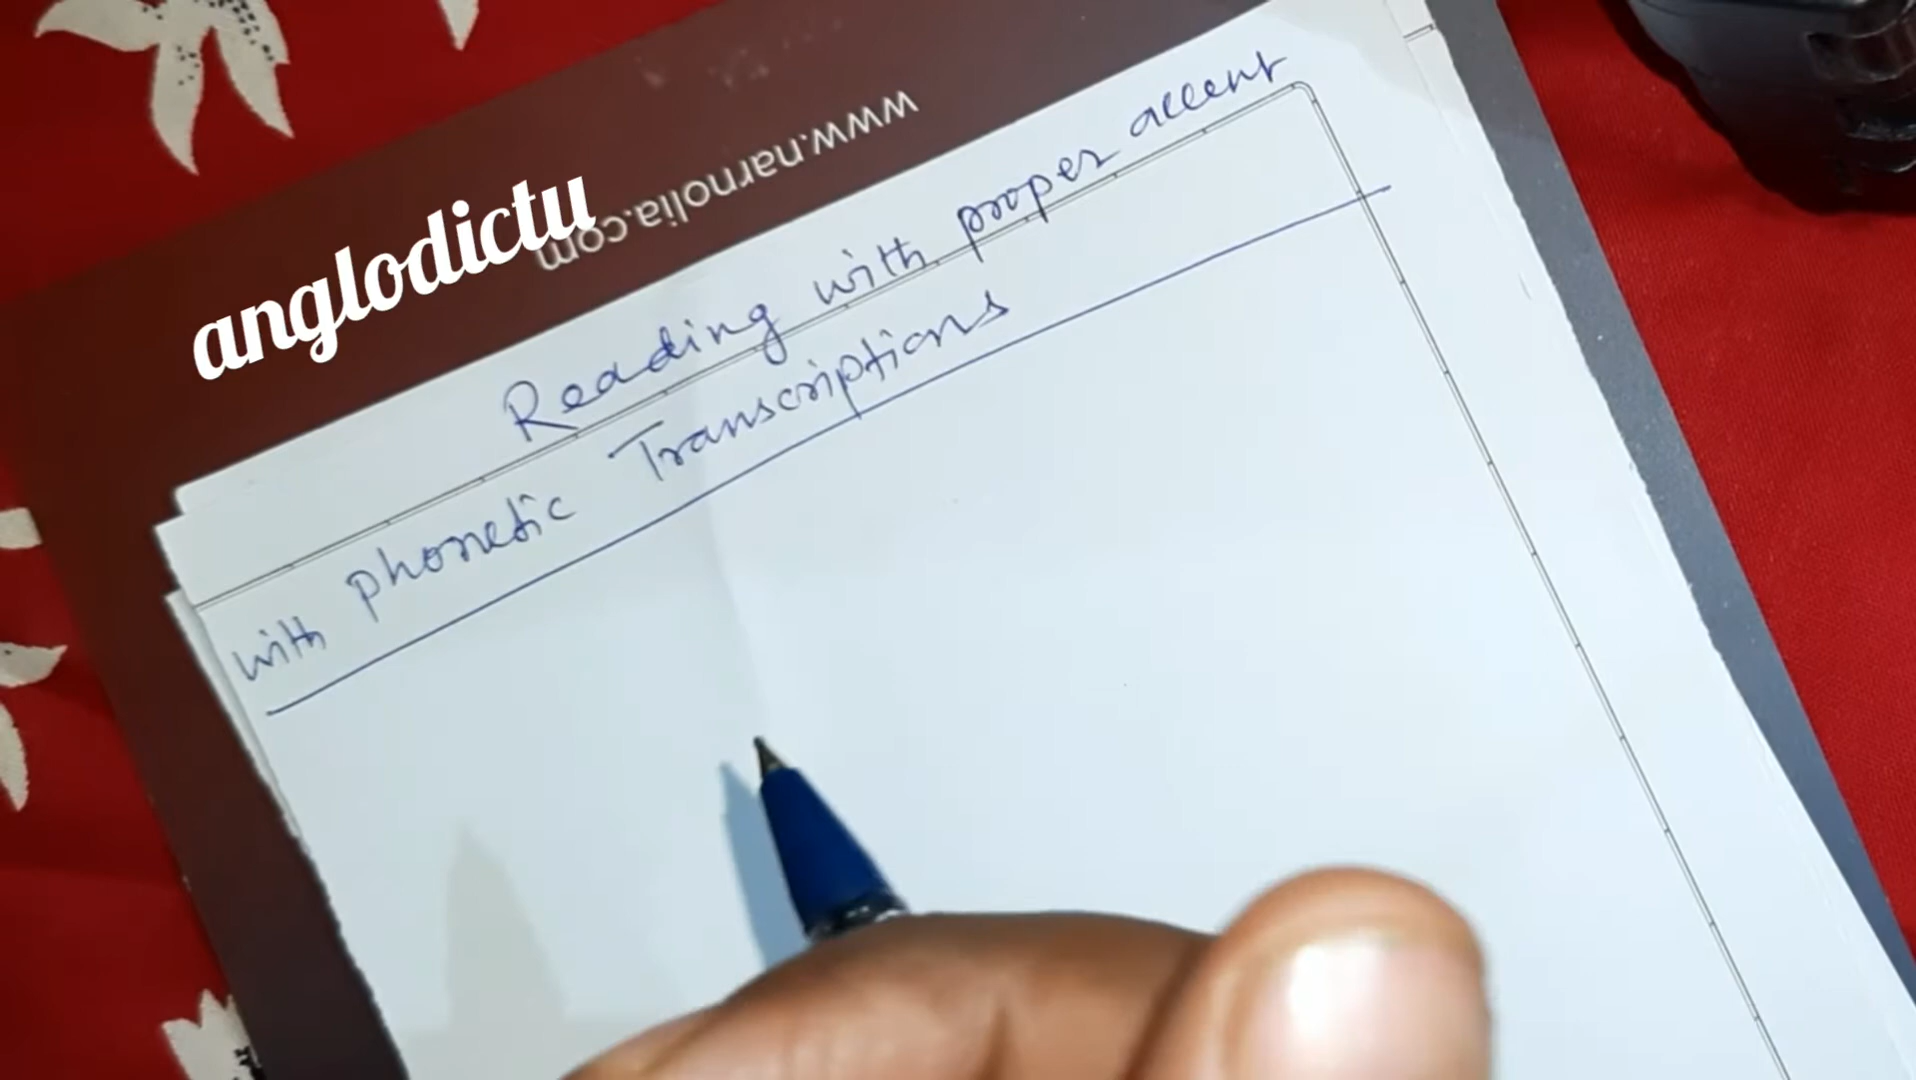 www.narnolia.com
anglodictu
Reading with proper accent
with phonetic Transcriptions